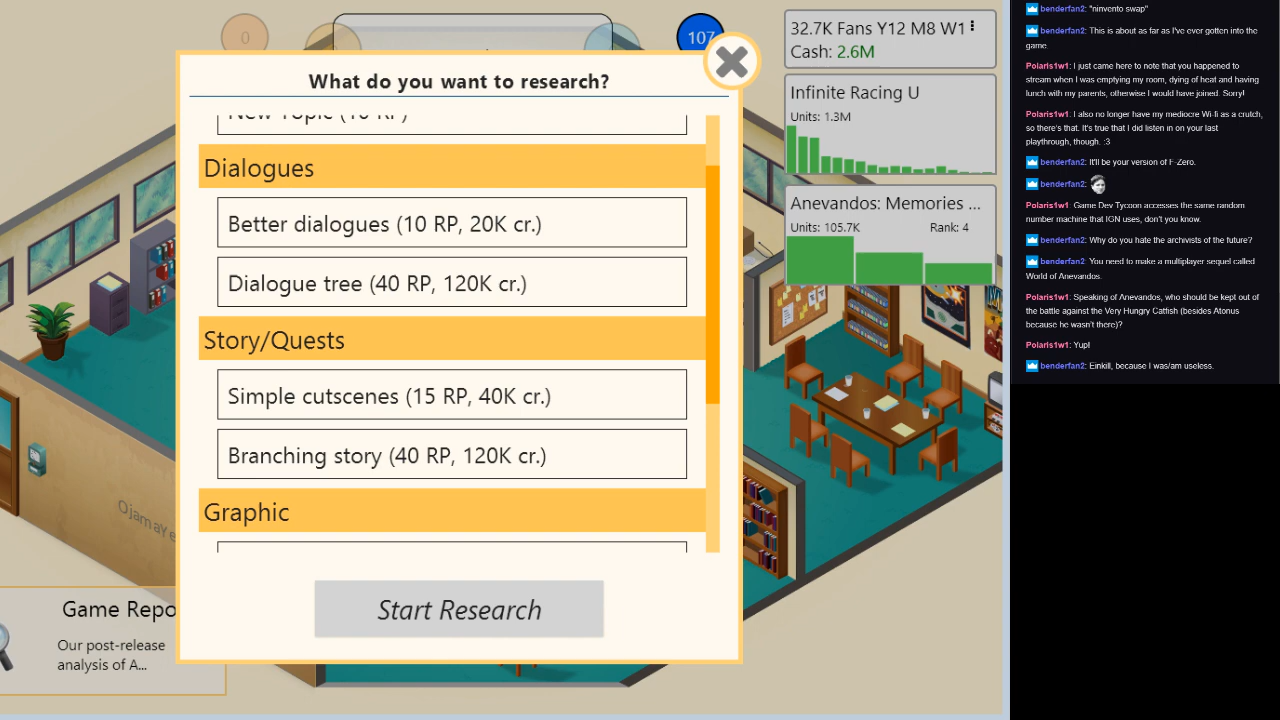 0
107
32.7K Fans Y12 M8 W1
Cash: 2.6M
What do you want to research?
New Topic (10 RP)
Dialogues
Better dialogues (10 RP, 20K cr.)
Dialogue tree (40 RP, 120K cr.)
Story/Quests
Simple cutscenes (15 RP, 40K cr.)
Branching story (40 RP, 120K cr.)
Graphic
Start Research
Infinite Racing U
Units: 1.3M
Anevandos: Memories ...
Units: 105.7K Rank: 4
Game Repo
Our post-release
analysis of A...
benderfan2: "ninvento swap"
benderfan2: This is about as far as I've ever gotten into the
game.
Polaris1w1: I just came here to note that you happened to
stream when I was emptying my room, dying of heat and having
lunch with my parents, otherwise I would have joined. Sorry!
Polaris1w1: I also no longer have my mediocre Wi-fi as a crutch,
so there's that. It's true that I did listen in on your last
playthrough, though. :3
benderfan2: It'll be your version of F-Zero.
benderfan2:
Polaris1w1: Game Dev Tycoon accesses the same random
number machine that IGN uses, don't you know.
benderfan2: Why do you hate the archivists of the future?
benderfan2: You need to make a multiplayer sequel called
World of Anevandos.
Polaris1w1: Speaking of Anevandos, who should be kept out of
the battle against the Very Hungry Catfish (besides Atonus
because he wasn't there)?
Polaris1w1: Yup!
benderfan2: Einkill, because I was/am useless.